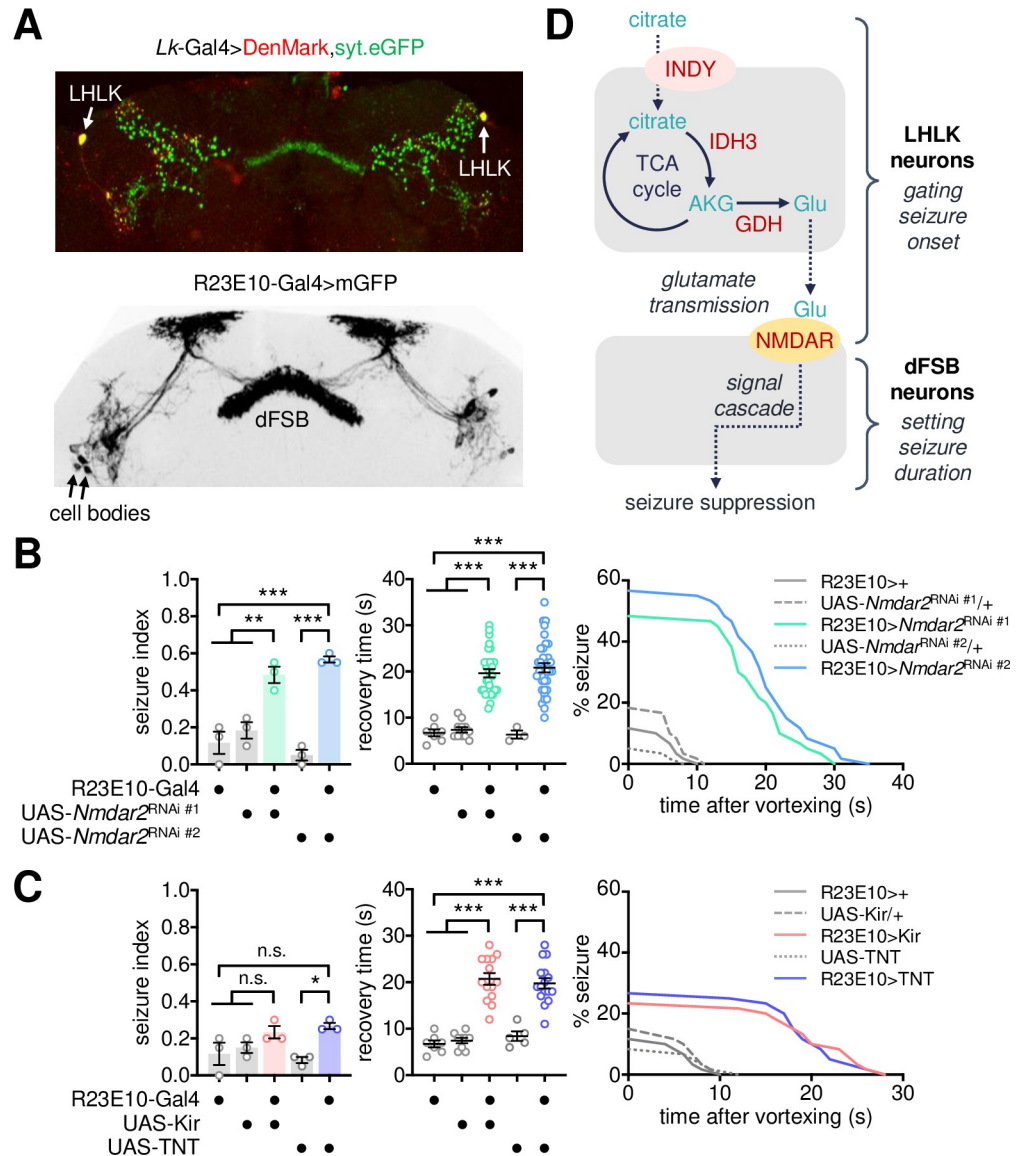 A
Lk-Gal4>DenMark,syt.eGFP
LHLK
LHLK
R23E10-Gal4>mGFP
dFSB
cell bodies
D
citrate
INDY
citrate
IDH3
TCA
cycle
AKG
Glu
GDH
glutamate
transmission
Glu
NMDAR
signal
cascade
seizure suppression
LHLK
neurons
gating
seizure
onset
dFSB
neurons
setting
seizure
duration
B
seizure index
1.0
0.8
0.6
0.4
0.2
0.0
***
** ***
R23E10-Gal4
UAS-Nmdar2RNAi #1
UAS-Nmdar2RNAi #2
recovery time (s)
40
30
20
10
0
***
*** ***
% seizure
60
40
20
0
0 10 20 30 40
time after vortexing (s)
R23E10>+
UAS-Nmdar2RNAi #1/+
R23E10>Nmdar2RNAi #1
UAS-NmdarRNAi #2/+
R23E10>Nmdar2RNAi #2
C
seizure index
1.0
0.8
0.6
0.4
0.2
0.0
n.s.
n.s. *
R23E10-Gal4
UAS-Kir
UAS-TNT
recovery time (s)
40
30
20
10
0
***
*** ***
% seizure
60
40
20
0
0 10 20 30
time after vortexing (s)
R23E10>+
UAS-Kir/+
R23E10>Kir
UAS-TNT
R23E10>TNT